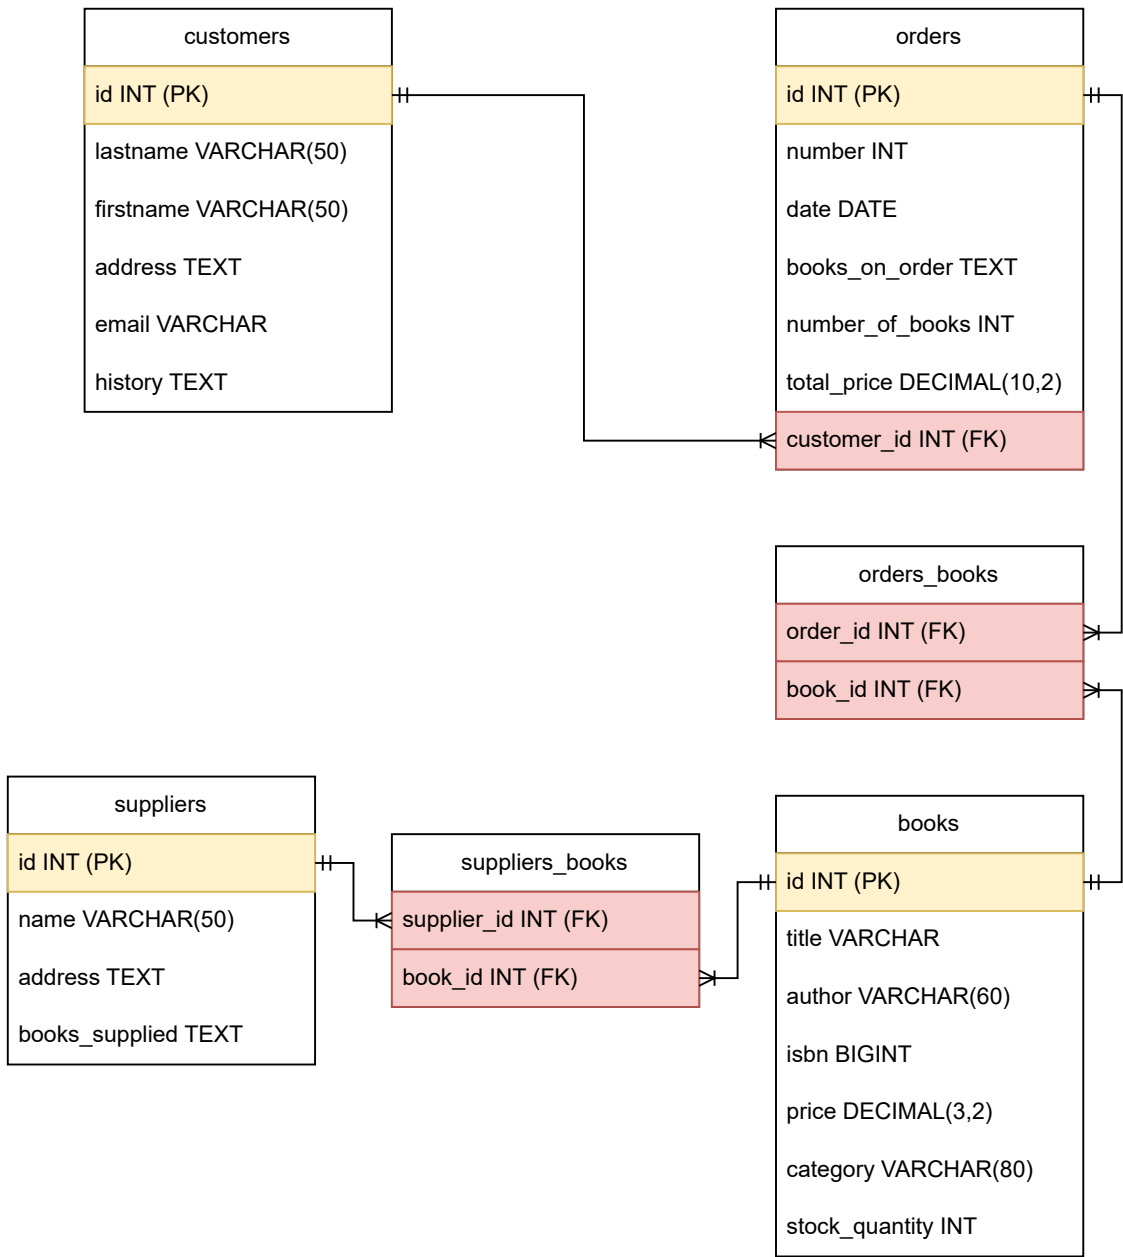 customers
id INT (PK)
lastname VARCHAR(50)
firstname VARCHAR(50)
address TEXT
email VARCHAR
history TEXT
orders
id INT (PK)
number INT
date DATE
books_on_order TEXT
number_of_books INT
total_price DECIMAL(10,2)
customer_id INT (FK)
orders_books
order_id INT (FK)
book_id INT (FK)
suppliers
id INT (PK)
name VARCHAR(50)
address TEXT
books_supplied TEXT
suppliers_books
supplier_id INT (FK)
book_id INT (FK)
books
id INT (PK)
title VARCHAR
author VARCHAR(60)
isbn BIGINT
price DECIMAL(3,2)
category VARCHAR(80)
stock_quantity INT